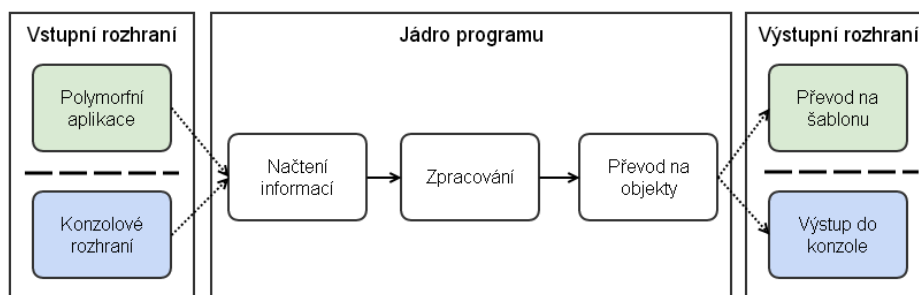 Vstupní rozhraní
Polymorfní
aplikace
Konzolové
rozhraní
Jádro programu
Načtení
informací
Zpracování
Převod na
objekty
Výstupní rozhraní
Převod na
šablonu
Výstup do
konzole